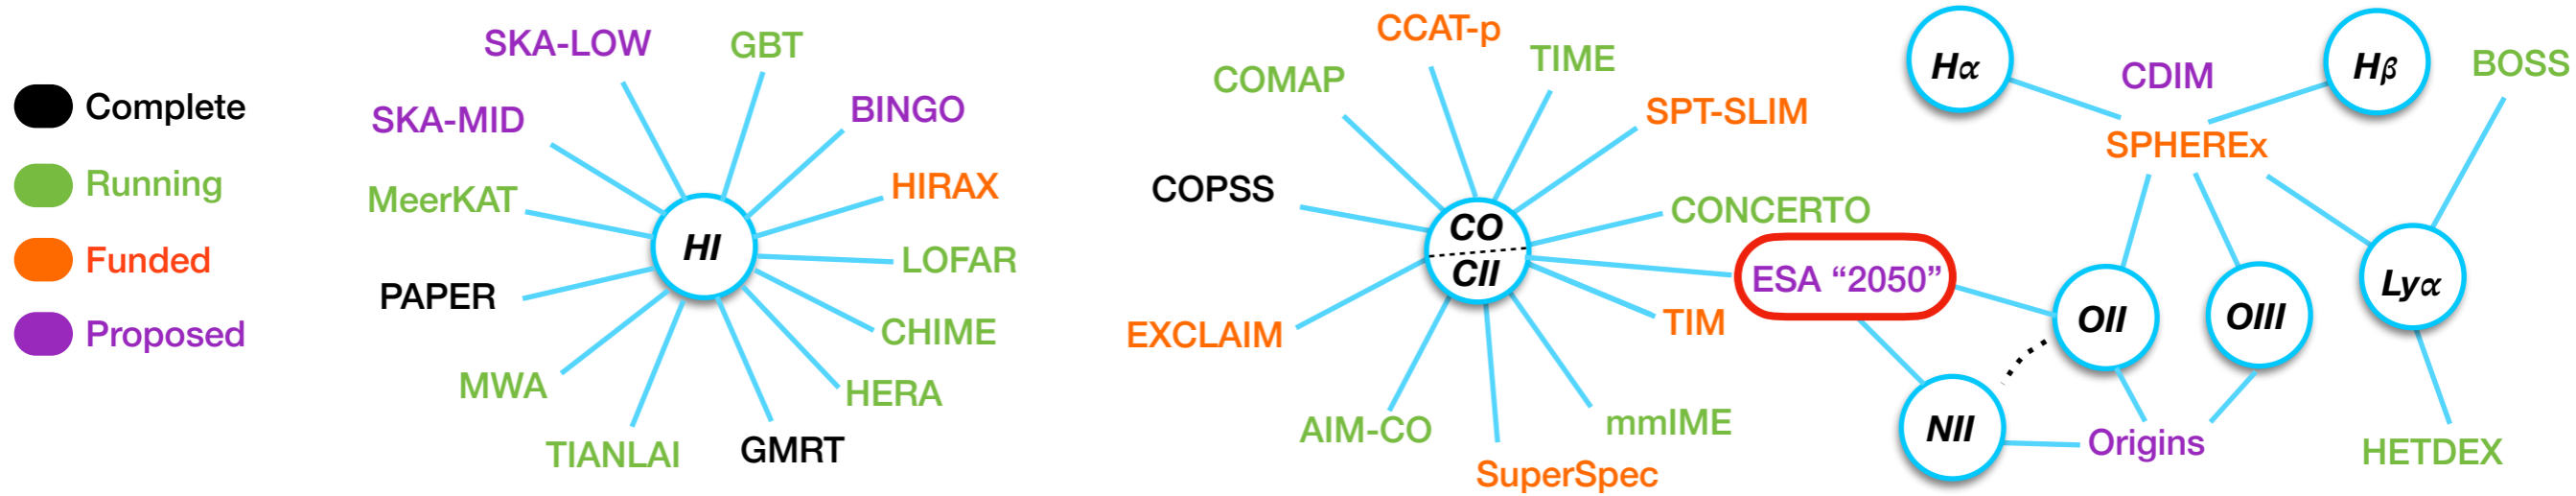 Complete
Running
Funded
Proposed
SKA-LOW
GBT
SKA-MID
BINGO
MeerKAT
HIRAX
HI
LOFAR
PAPER
CHIME
MWA
HERA
TIANLAI
GMRT
CCAT-p
TIME
COMAP
SPT-SLIM
COPSS
CONCERTO
CO
CII
ESA “2050”
EXCLAIM
TIM
AIM-CO
mmIME
SuperSpec
Hα
CDIM
Hβ
BOSS
SPHEREx
OII
OIII
Lyα
NII
Origins
HETDEX